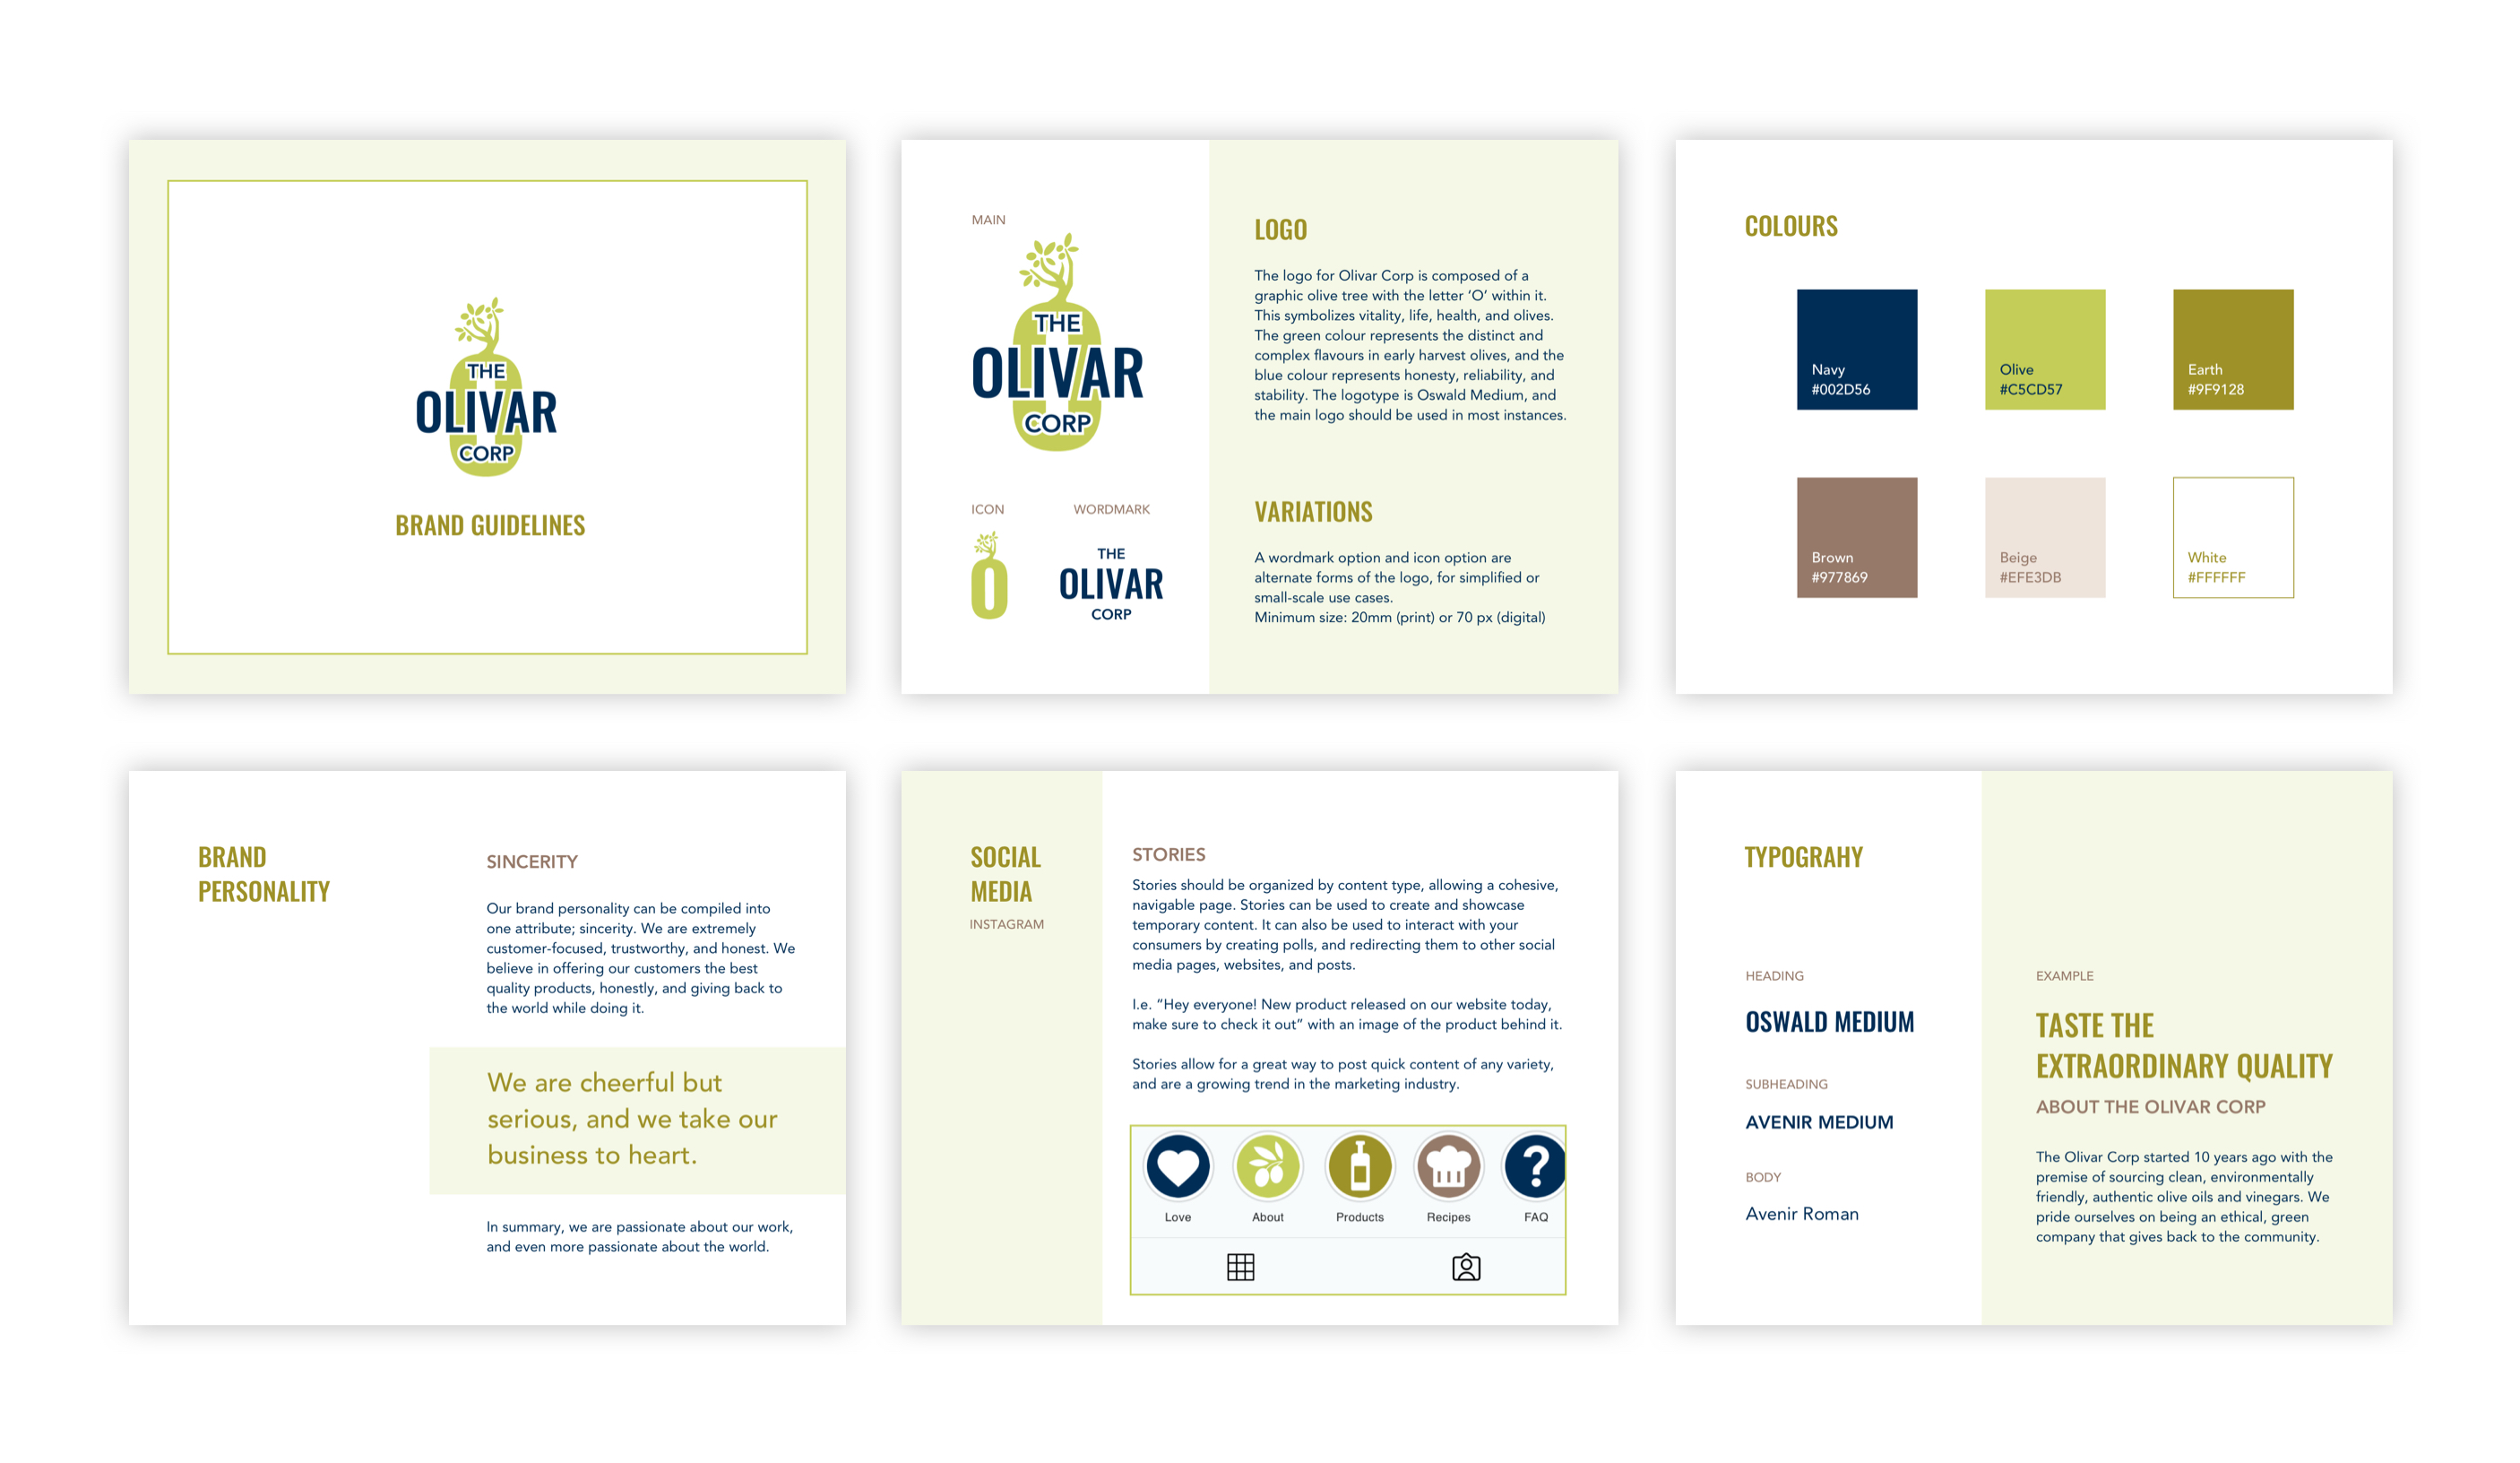 THE
OLIVAR
CORP
BRAND GUIDELINES
MAIN
THE
OLIVAR
CORP
ICON
O
WORDMARK
THE
OLIVAR
CORP
LOGO
The logo for Olivar Corp is composed of a
graphic olive tree with the letter ‘O’ within it.
This symbolizes vitality, life, health, and olives.
The green colour represents the distinct and
complex flavours in early harvest olives, and the
blue colour represents honesty, reliability, and
stability. The logotype is Oswald Medium, and
the main logo should be used in most instances.
VARIATIONS
A wordmark option and icon option are
alternate forms of the logo, for simplified or
small-scale use cases.
Minimum size: 20mm (print) or 70 px (digital)
COLOURS
Navy
#002D56
Olive
#C5CD57
Earth
#9F9128
Brown
#977869
Beige
#EFE3DB
White
#FFFFFF
BRAND
PERSONALITY
SINCERITY
Our brand personality can be compiled into
one attribute; sincerity. We are extremely
customer-focused, trustworthy, and honest. We
believe in offering our customers the best
quality products, honestly, and giving back to
the world while doing it.
We are cheerful but
serious, and we take our
business to heart.
In summary, we are passionate about our work,
and even more passionate about the world.
SOCIAL
MEDIA
INSTAGRAM
STORIES
Stories should be organized by content type, allowing a cohesive,
navigable page. Stories can be used to create and showcase
temporary content. It can also be used to interact with your
consumers by creating polls, and redirecting them to other social
media pages, websites, and posts.
I.e. “Hey everyone! New product released on our website today,
make sure to check it out” with an image of the product behind it.
Stories allow for a great way to post quick content of any variety,
and are a growing trend in the marketing industry.
?
Love
About
Products
Recipes
FAQ
TYPOGRAHY
HEADING
OSWALD MEDIUM
SUBHEADING
AVENIR MEDIUM
BODY
Avenir Roman
EXAMPLE
TASTE THE
EXTRAORDINARY QUALITY
ABOUT THE OLIVAR CORP
The Olivar Corp started 10 years ago with the
premise of sourcing clean, environmentally
friendly, authentic olive oils and vinegars. We
pride ourselves on being an ethical, green
company that gives back to the community.